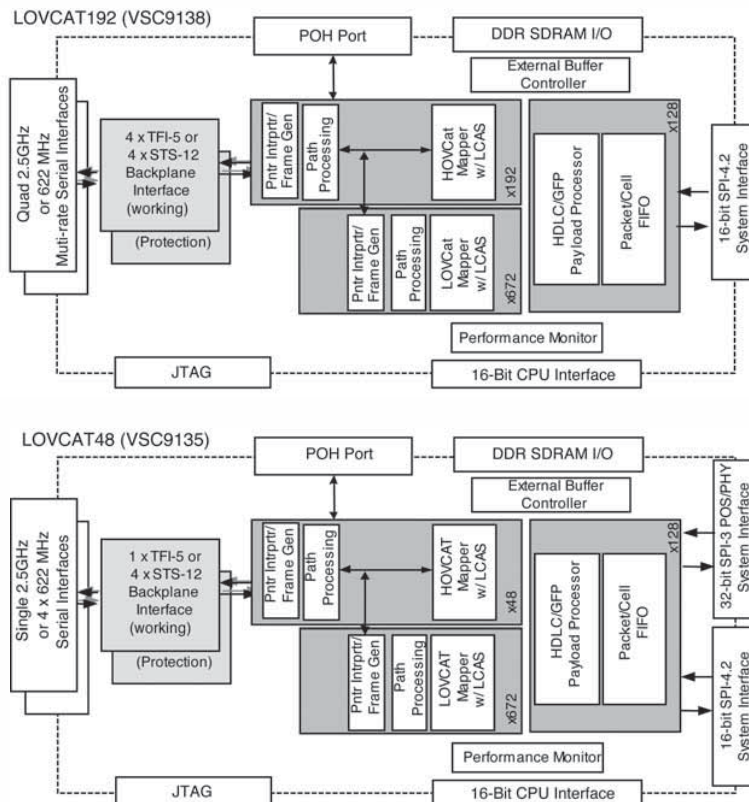 LOVCAT192 (VSC9138)
POH Port
DDR SDRAM I/O
External Buffer
Controller
Quad 2.5GHz
or 622 MHz
Muti-rate Serial Interfaces
4 x TFI-5 or
4 x STS-12
Backplane
Interface
(working)
(Protection)
Pntr Intrprtr/
Frame Gen
Path
Processing
HOVCat
Mapper
w/ LCAS
x192
Pntr Intrprtr/
Frame Gen
Path
Processing
LOVCat
Mapper
w/ LCAS
x672
HDLC/GFP
Payload Processor
Packet/Cell
FIFO
x128
16-bit SPI-4.2
System Interface
Performance Monitor
JTAG
16-Bit CPU Interface
LOVCAT48 (VSC9135)
POH Port
DDR SDRAM I/O
External Buffer
Controller
Single 2.5GHz
or 4 x 622 MHz
Serial Interfaces
1 x TFI-5 or
4 x STS-12
Backplane
Interface
(working)
(Protection)
Pntr Intrprtr/
Frame Gen
Path
Processing
HOVCAT
Mapper
w/ LCAS
x48
Pntr Intrprtr/
Frame Gen
Path
Processing
LOVCAT
Mapper
w/ LCAS
x672
HDLC/GFP
Payload Processor
Packet/Cell
FIFO
x128
32-bit SPI-3 POS/PHY
System Interface
16-bit SPI-4.2
System Interface
Performance Monitor
JTAG
16-Bit CPU Interface